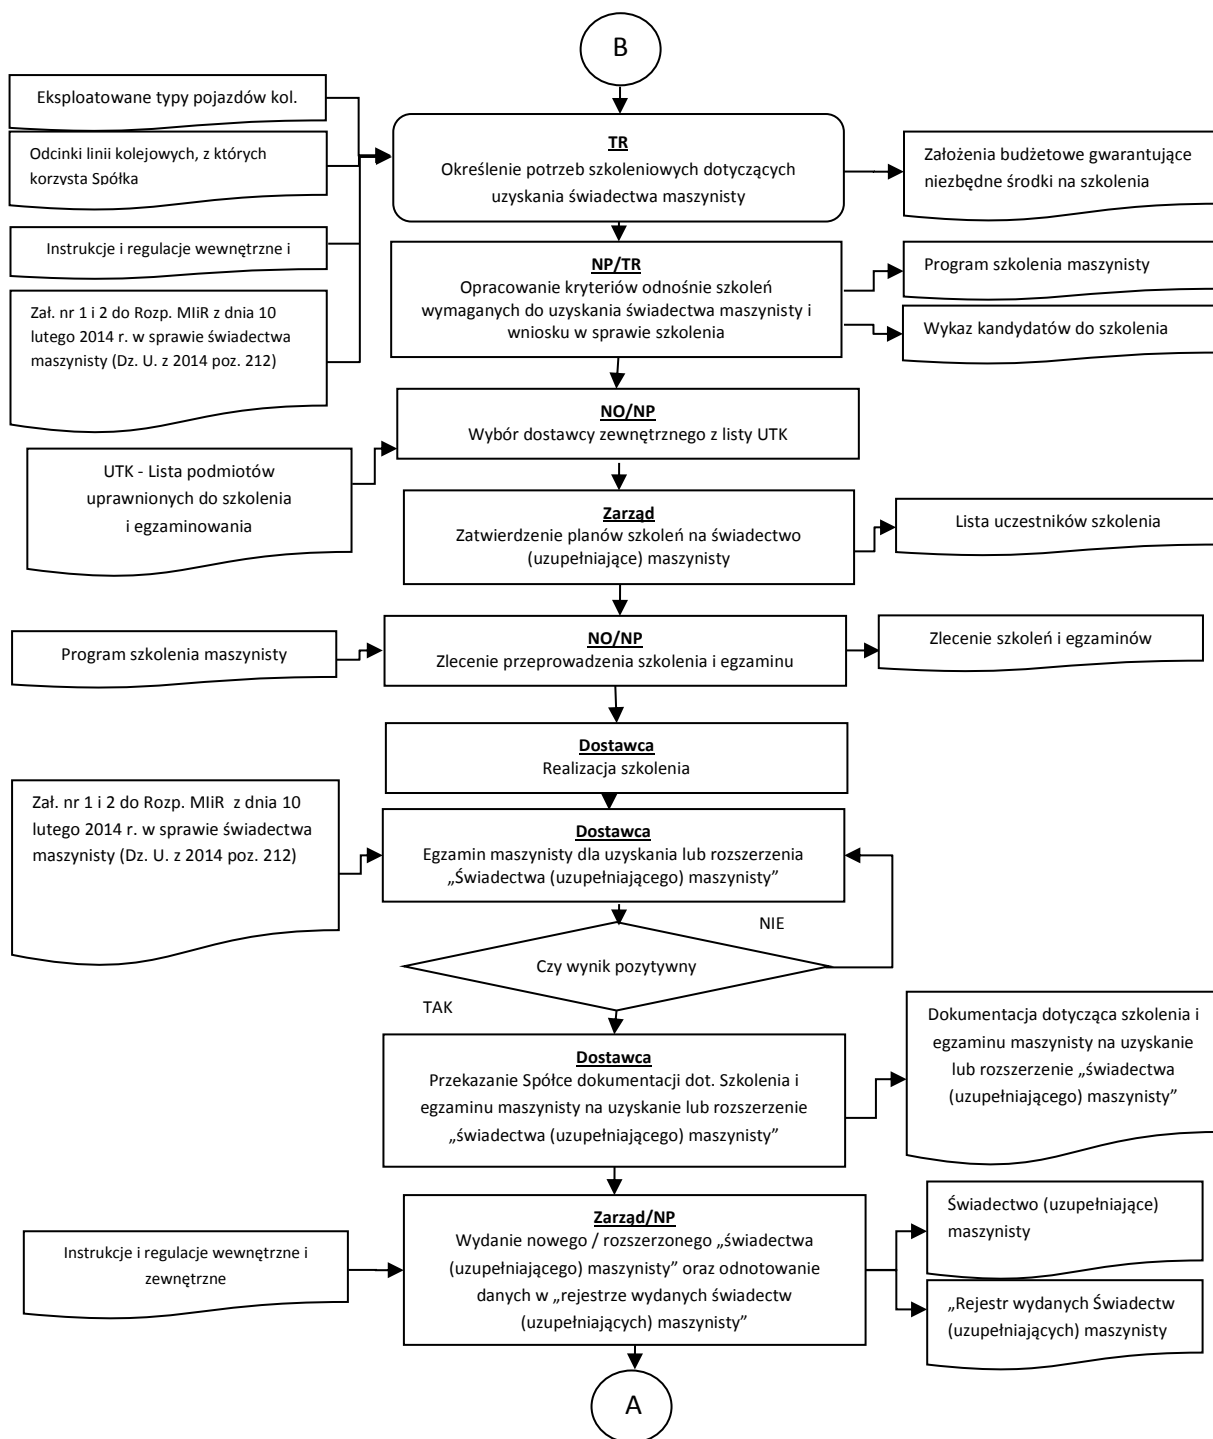 B
Eksploatowane typy pojazdów kol.
Odcinki linii kolejowych, z których
korzysta Spółka
Instrukcje i regulacje wewnętrzne i
Zał. nr 1 i 2 do Rozp. MIiR z dnia 10
lutego 2014 r. w sprawie świadectwa
maszynisty (Dz. U. z 2014 poz. 212)
TR
Określenie potrzeb szkoleniowych dotyczących
uzyskania świadectwa maszynisty
Założenia budżetowe gwarantujące
niezbędne środki na szkolenia
NP/TR
Opracowanie kryteriów odnośnie szkoleń
wymaganych do uzyskania świadectwa maszynisty i
wniosku w sprawie szkolenia
Program szkolenia maszynisty
Wykaz kandydatów do szkolenia
NO/NP
Wybór dostawcy zewnętrznego z listy UTK
UTK - Lista podmiotów
uprawnionych do szkolenia
i egzaminowania
Zarząd
Zatwierdzenie planów szkoleń na świadectwo
(uzupełniające) maszynisty
Lista uczestników szkolenia
Program szkolenia maszynisty
NO/NP
Zlecenie przeprowadzenia szkolenia i egzaminu
Zlecenie szkoleń i egzaminów
Dostawca
Realizacja szkolenia
Zał. nr 1 i 2 do Rozp. MIiR z dnia 10
lutego 2014 r. w sprawie świadectwa
maszynisty (Dz. U. z 2014 poz. 212)
Dostawca
Egzamin maszynisty dla uzyskania lub rozszerzenia
„Świadectwa (uzupełniającego) maszynisty”
NIE
Czy wynik pozytywny
TAK
Dostawca
Przekazanie Spółce dokumentacji dot. Szkolenia i
egzaminu maszynisty na uzyskanie lub rozszerzenie
„świadectwa (uzupełniającego) maszynisty”
Dokumentacja dotycząca szkolenia i
egzaminu maszynisty na uzyskanie
lub rozszerzenie „świadectwa
(uzupełniającego) maszynisty”
Instrukcje i regulacje wewnętrzne i
zewnętrzne
Zarząd/NP
Wydanie nowego / rozszerzonego „świadectwa
(uzupełniającego) maszynisty” oraz odnotowanie
danych w „rejestrze wydanych świadectw
(uzupełniających) maszynisty”
Świadectwo (uzupełniające)
maszynisty
„Rejestr wydanych Świadectw
(uzupełniających) maszynisty
A